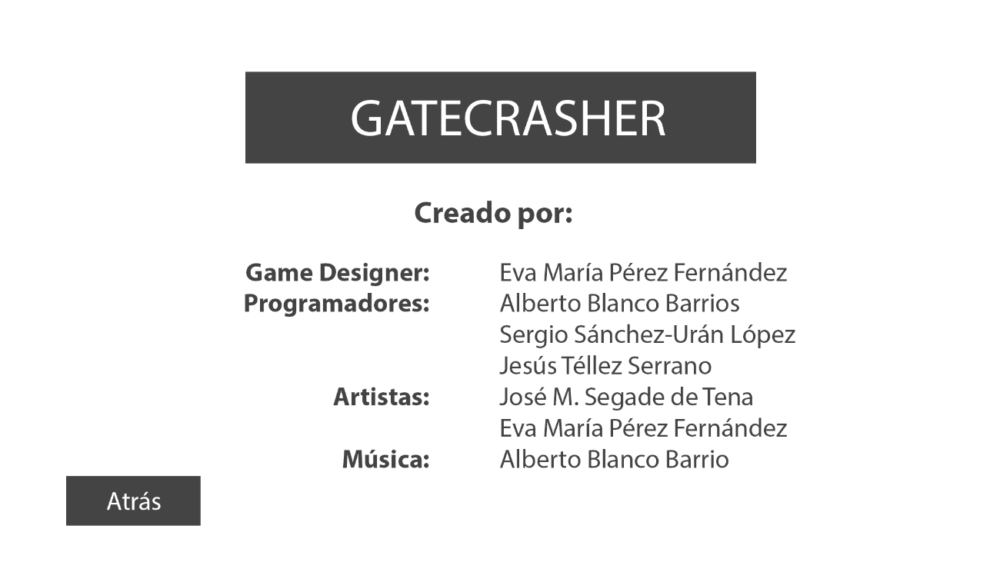 GATECRASHER
Creado por:
Game Designer: Eva María Pérez Fernández
Programadores: Alberto Blanco Barrios
Sergio Sánchez-Urán López
Jesús Téllez Serrano
Artistas: José M. Segade de Tena
Eva María Pérez Fernández
Música: Alberto Blanco Barrio
Atrás